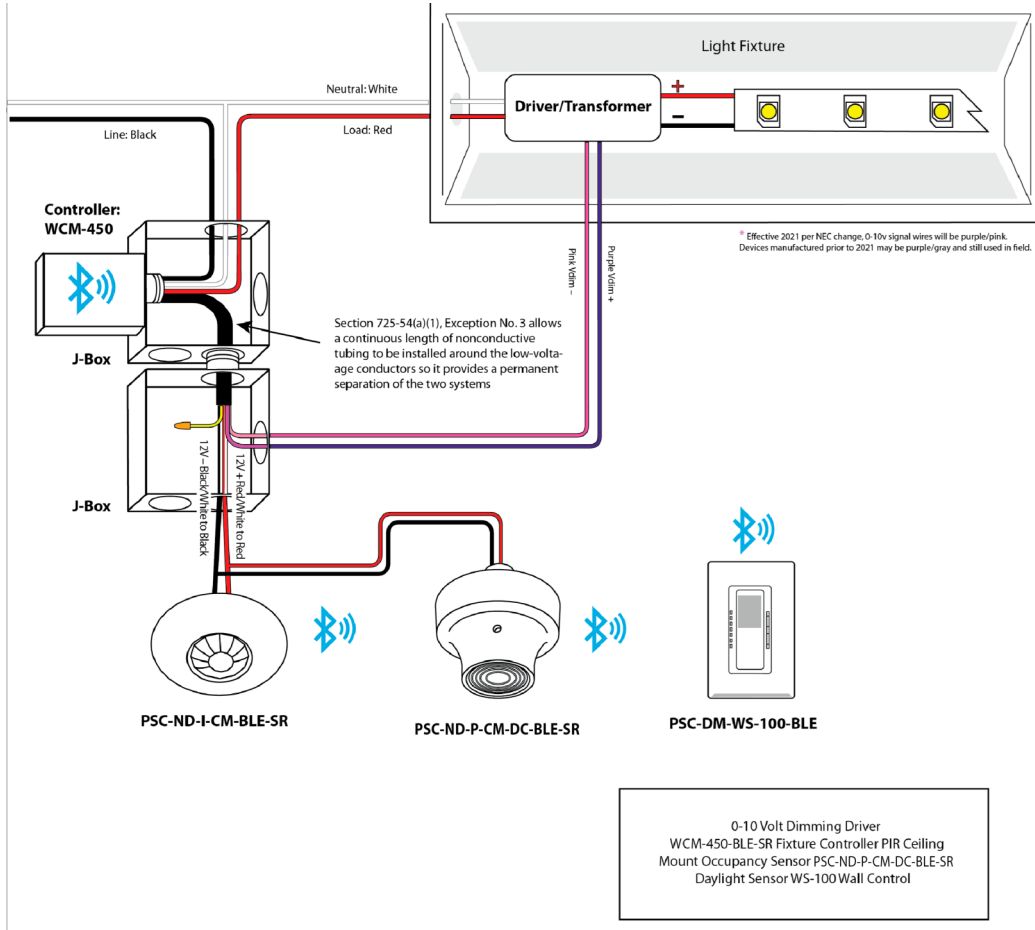 Light Fixture
Neutral: White
Driver/Transformer
+
−
Line: Black
Load: Red
Controller:
WCM-450
* Effective 2021 per NEC change, 0-10v signal wires will be purple/pink.
Devices manufactured prior to 2021 may be purple/gray and still used in field.
Pink Vdim –
Purple Vdim +
J-Box
Section 725-54(a)(1), Exception No. 3 allows
a continuous length of nonconductive
tubing to be installed around the low-volta-
age conductors so it provides a permanent
separation of the two systems
12V – Black/White to Black
12V + Red/White to Red
J-Box
PSC-ND-I-CM-BLE-SR
PSC-ND-P-CM-DC-BLE-SR
PSC-DM-WS-100-BLE
0-10 Volt Dimming Driver
WCM-450-BLE-SR Fixture Controller PIR Ceiling
Mount Occupancy Sensor PSC-ND-P-CM-DC-BLE-SR
Daylight Sensor WS-100 Wall Control